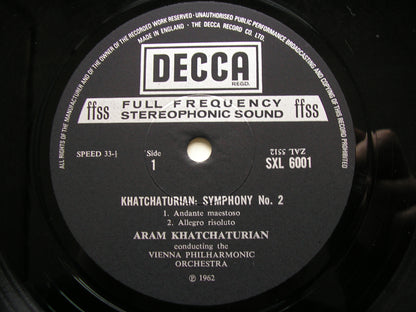 ALL RIGHTS OF THE MANUFACTURER AND OF THE OWNER OF THE RECORDED WORK RESERVED · UNAUTHORISED PUBLIC PERFORMANCE BROADCASTING AND COPYING OF THIS RECORD PROHIBITED
MADE IN ENGLAND · THE DECCA RECORD CO. LTD.
DECCA
REGD.
ffss FULL FREQUENCY ffss
STEREOPHONIC SOUND
ZAL 5512
SPEED 33-⅓ Side SXL 6001
1
KHATCHATURIAN: SYMPHONY No. 2
1. Andante maestoso
2. Allegro risoluto
ARAM KHATCHATURIAN
conducting the
VIENNA PHILHARMONIC
ORCHESTRA
℗ 1962